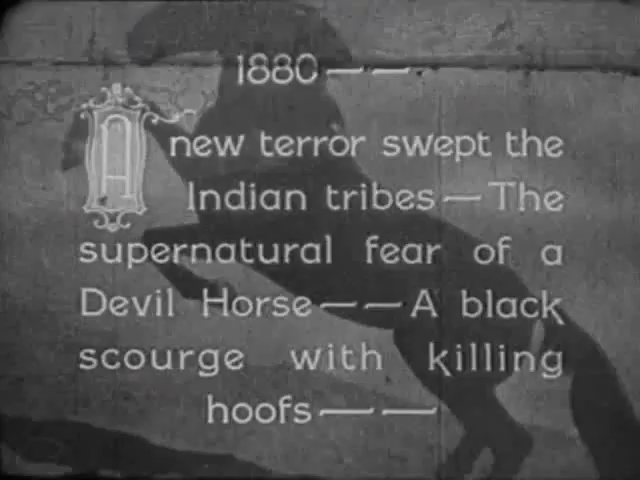 1880——
A new terror swept the
Indian tribes—The
supernatural fear of a
Devil Horse——A black
scourge with killing
hoofs——